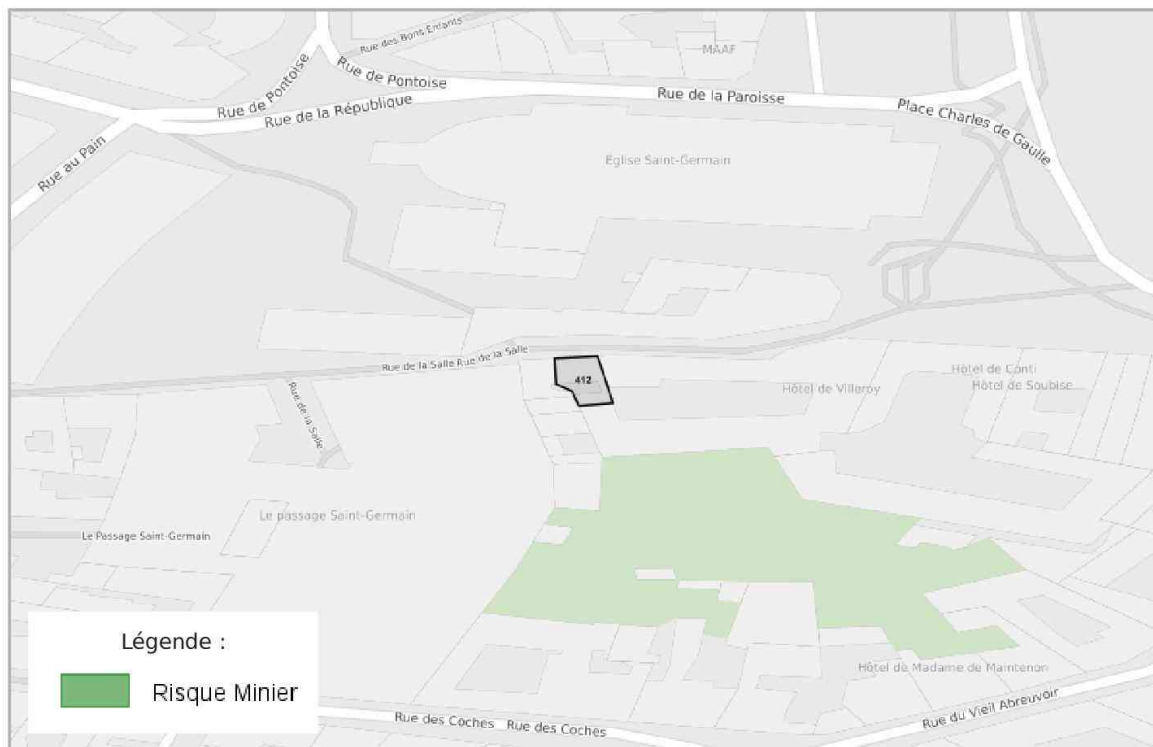 Rue des Bons Enfants
MAAF
Rue de Pontoise
Rue de Pontoise
Rue de la République
Rue de la Paroisse
Place Charles de Gaulle
Rue au Pain
Eglise Saint-Germain
Rue de la Salle Rue de la Salle
412
Hôtel de Villeroy
Hôtel de Conti
Hôtel de Soubise
Rue de la Salle
Le passage Saint-Germain
Le Passage Saint-Germain
Légende :
Risque Minier
Hôtel de Madame de Maintenon
Rue des Coches Rue des Coches
Rue du Vieil Abreuvoir